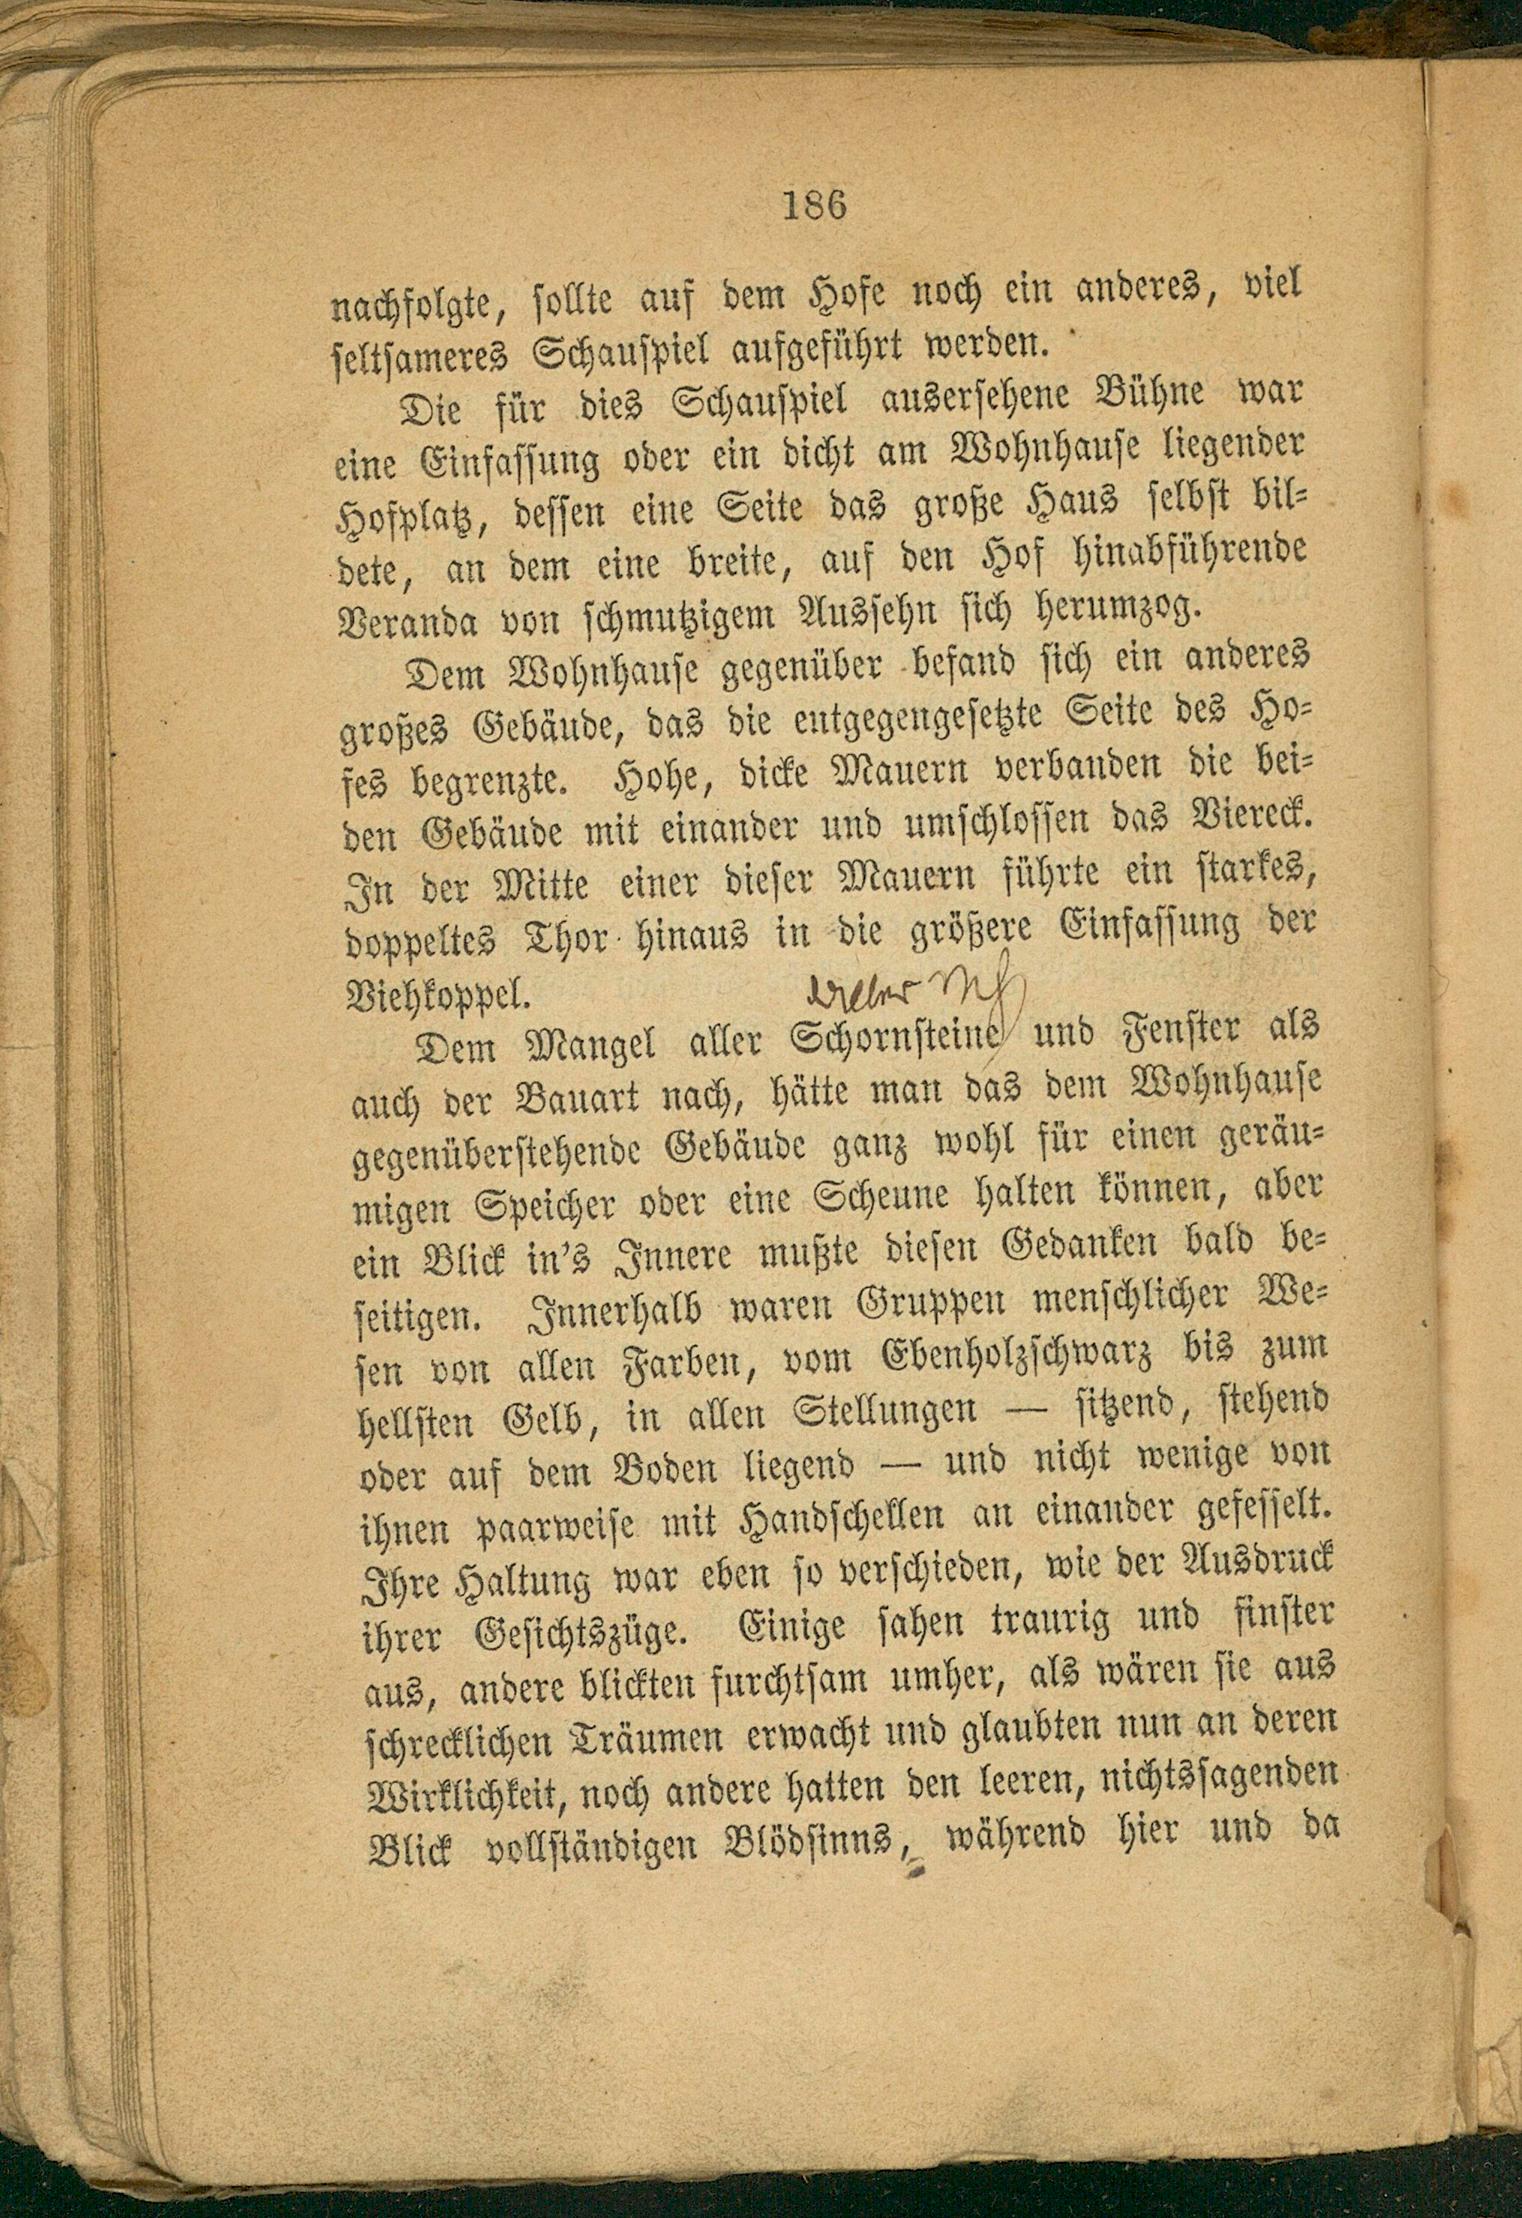 186
nachfolgte, sollte auf dem Hofe noch ein anderes, viel
seltsameres Schauspiel aufgeführt werden.
Die für dies Schauspiel ausersehene Bühne war
eine Einfassung oder ein dicht am Wohnhause liegender
Hofplatz, dessen eine Seite das große Haus selbst bil-
dete, an dem eine breite, auf den Hof hinabführende
Veranda von schmutzigem Aussehn sich herumzog.
Dem Wohnhause gegenüber befand sich ein anderes
großes Gebäude, das die entgegengesetzte Seite des Ho-
fes begrenzte. Hohe, dicke Mauern verbanden die bei-
den Gebäude mit einander und umschlossen das Viereck.
In der Mitte einer dieser Mauern führte ein starkes,
doppeltes Thor hinaus in die größere Einfassung der
Viehkoppel.
Dem Mangel aller Schornsteine und Fenster als
auch der Bauart nach, hätte man das dem Wohnhause
gegenüberstehende Gebäude ganz wohl für einen geräu-
migen Speicher oder eine Scheune halten können, aber
ein Blick in's Innere mußte diesen Gedanken bald be-
seitigen. Innerhalb waren Gruppen menschlicher We-
sen von allen Farben, vom Ebenholzschwarz bis zum
hellsten Gelb, in allen Stellungen — sitzend, stehend
oder auf dem Boden liegend — und nicht wenige von
ihnen paarweise mit Handschellen an einander gefesselt.
Ihre Haltung war eben so verschieden, wie der Ausdruck
ihrer Gesichtszüge. Einige sahen traurig und finster
aus, andere blickten furchtsam umher, als wären sie aus
schrecklichen Träumen erwacht und glaubten nun an deren
Wirklichkeit, noch andere hatten den leeren, nichtssagenden
Blick vollständigen Blödsinns, während hier und da